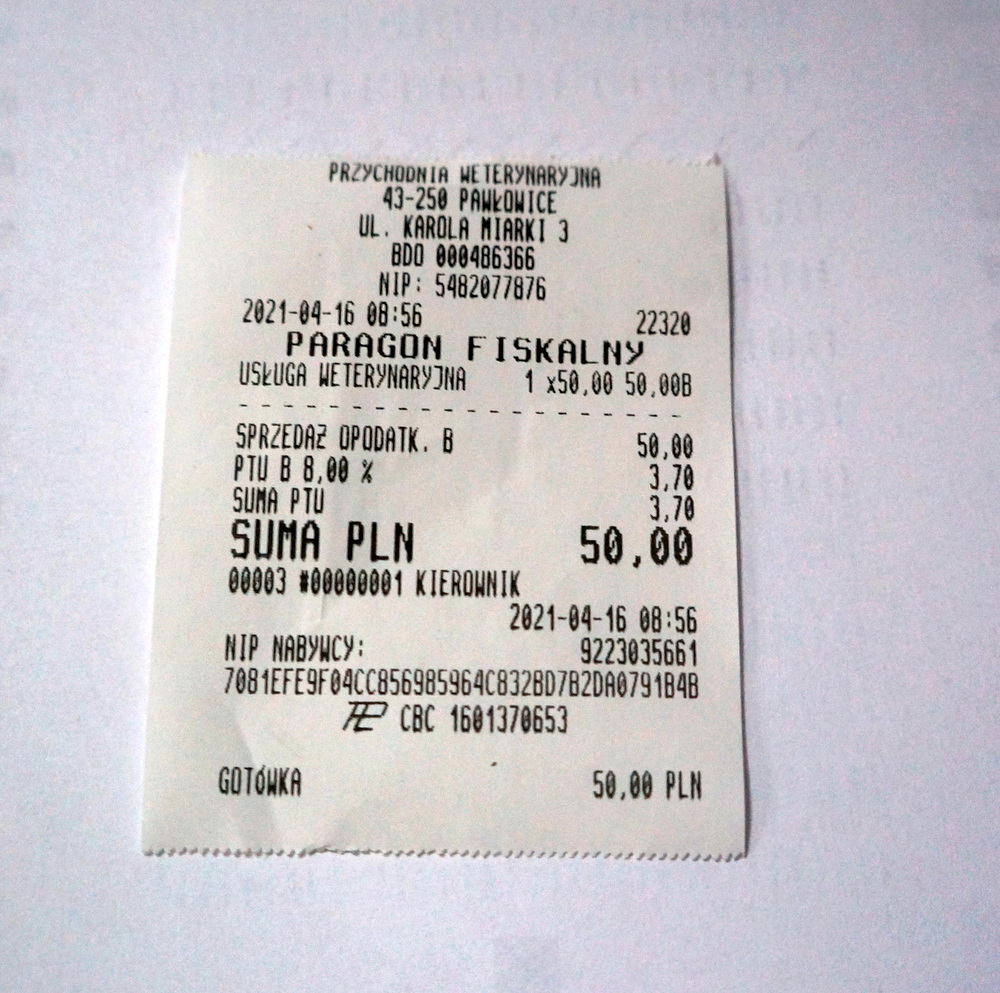 PRZYCHODNIA WETERYNARYJNA
43-250 PAWŁOWICE
UL. KAROLA MIARKI 3
BDO 000486366
NIP: 5482077876
2021-04-16 08:56 22320
PARAGON FISKALNY
USŁUGA WETERYNARYJNA 1 x50,00 50,00B
- - - - - - - - - - - - - - - - - - - - - - - - - - - - -
SPRZEDAŻ OPODATK. B 50,00
PTU B 8,00 % 3,70
SUMA PTU 3,70
SUMA PLN 50,00
00003 #00000001 KIEROWNIK
2021-04-16 08:56
NIP NABYWCY: 9223035661
7081EFE9F04CC856985964C832BD7B2DA0791B4B
CBC 1601370653
GOTÓWKA 50,00 PLN